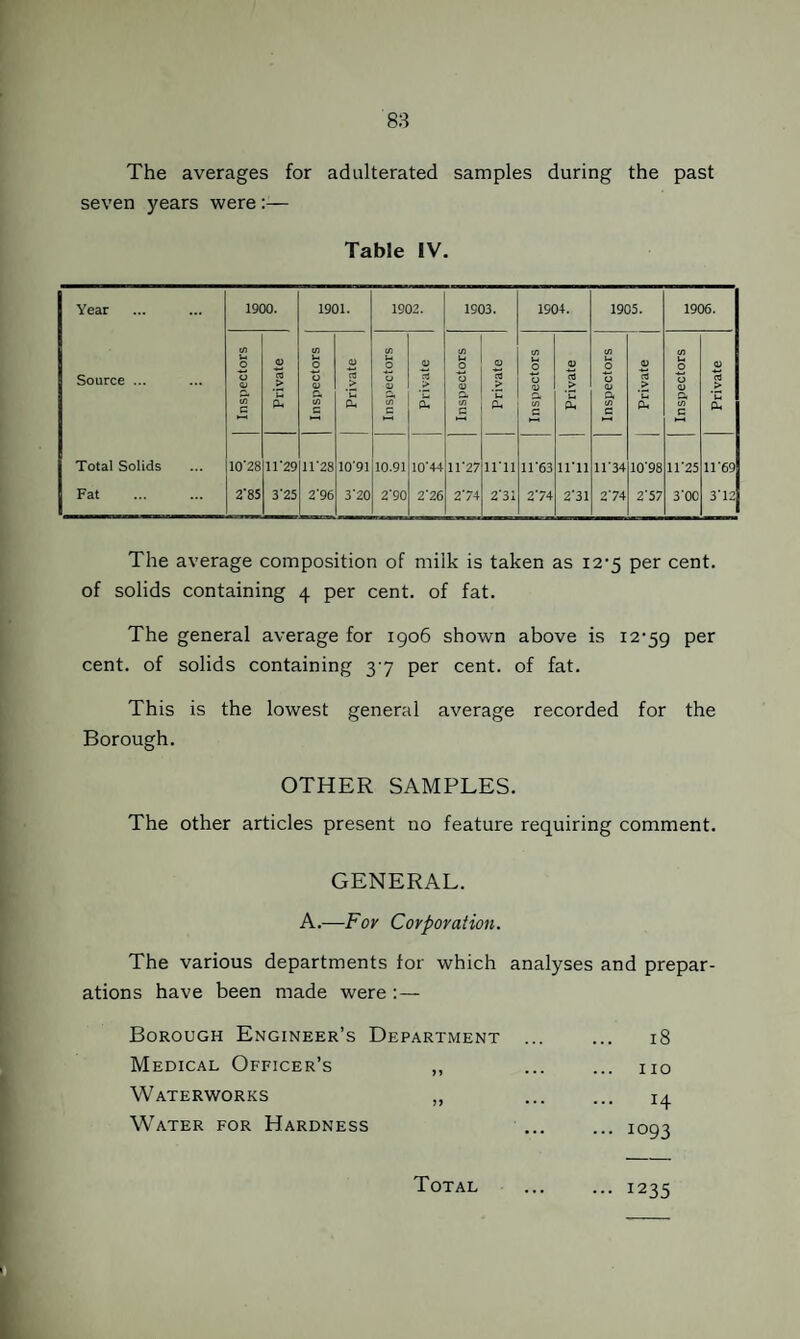 83
The averages for adulterated samples during the past
seven years were:—
Table IV.
Year ... ... 1900. 1901. 1902. 1903. 1904. 1905. 1906.
Source ... ... Inspectors Private Inspectors Private Inspectors Private Inspectors Private Inspectors Private Inspectors Private Inspectors Private
Total Solids ... 10·28 11·29 11·28 10·91 10.91 10·44 11·27 11·11 11·63 11·11 11·34 10·98 11·25 11·69
Fat ... ... 2·85 3·25 2·96 3·20 2·90 2·26 2·74 2·31 2·74 2·31 2·74 2·57 3·00 3·12
The average composition of milk is taken as 12·5 per cent.
of solids containing 4 per cent. of fat.
The general average for 1906 shown above is 12·59 per
cent. of solids containing 3·7 per cent. of fat.
This is the lowest general average recorded for the
Borough.
OTHER SAMPLES.
The other articles present no feature requiring comment.
GENERAL.
A.—For Corporation.
The various departments for which analyses and prepar-
ations have been made were:—
Borough Engineer's Department ... ... 18
Medical Officer's „ ... ... 110
Waterworks „ ... ... 14
Water for Hardness ... ... 1093
Total ... ... 1235